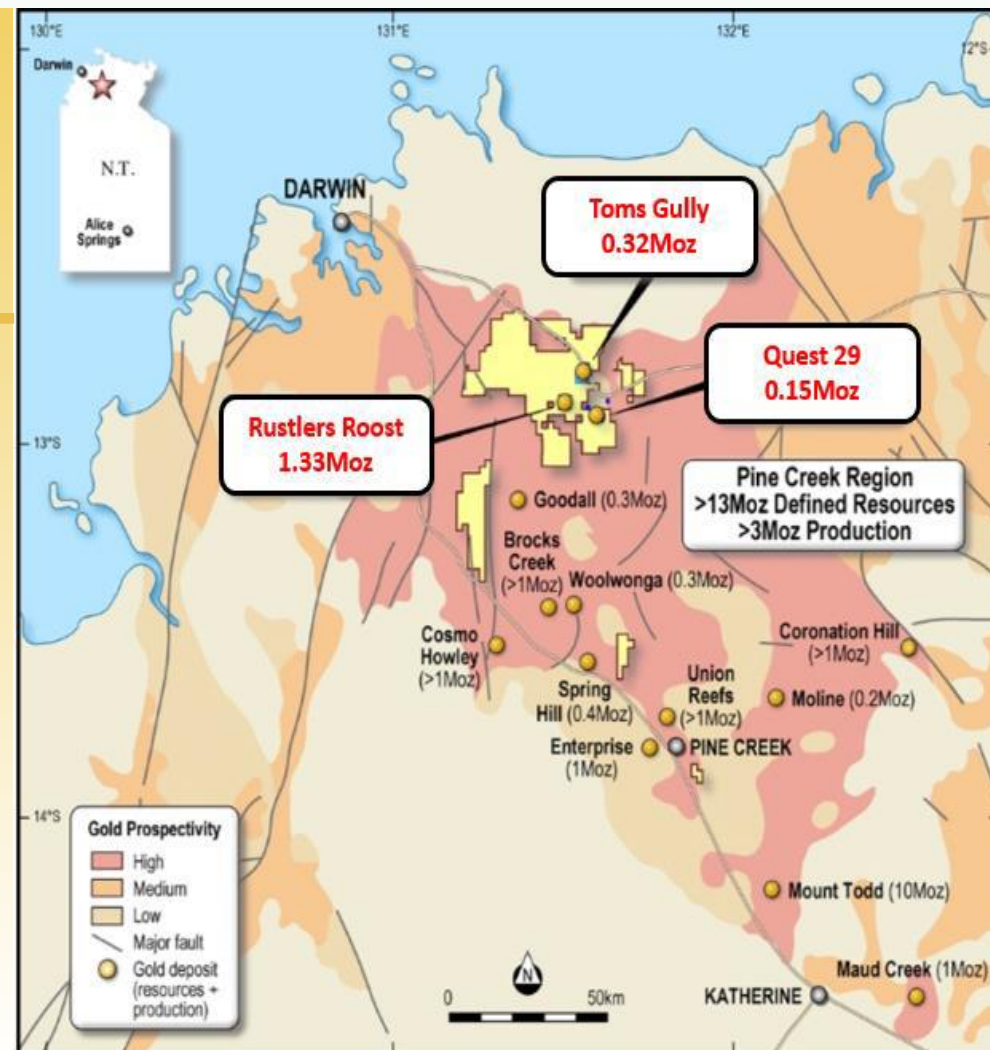 130°E
131°E
132°E
12°S
Darwin
N.T.
Alice
Springs
DARWIN
Toms Gully
0.32Moz
Quest 29
0.15Moz
Rustlers Roost
1.33Moz
13°S
Pine Creek Region
>13Moz Defined Resources
>3Moz Production
Goodall (0.3Moz)
Brocks
Creek
(>1Moz)
Woolwonga (0.3Moz)
Cosmo
Howley
(>1Moz)
Coronation Hill
(>1Moz)
Spring
Hill (0.4Moz)
Union
Reefs
(>1Moz)
Moline (0.2Moz)
Enterprise
(1Moz)
PINE CREEK
14°S
Gold Prospectivity
High
Medium
Low
Major fault
Gold deposit
(resources +
production)
Mount Todd (10Moz)
Maud Creek (1Moz)
KATHERINE
N
0 50km